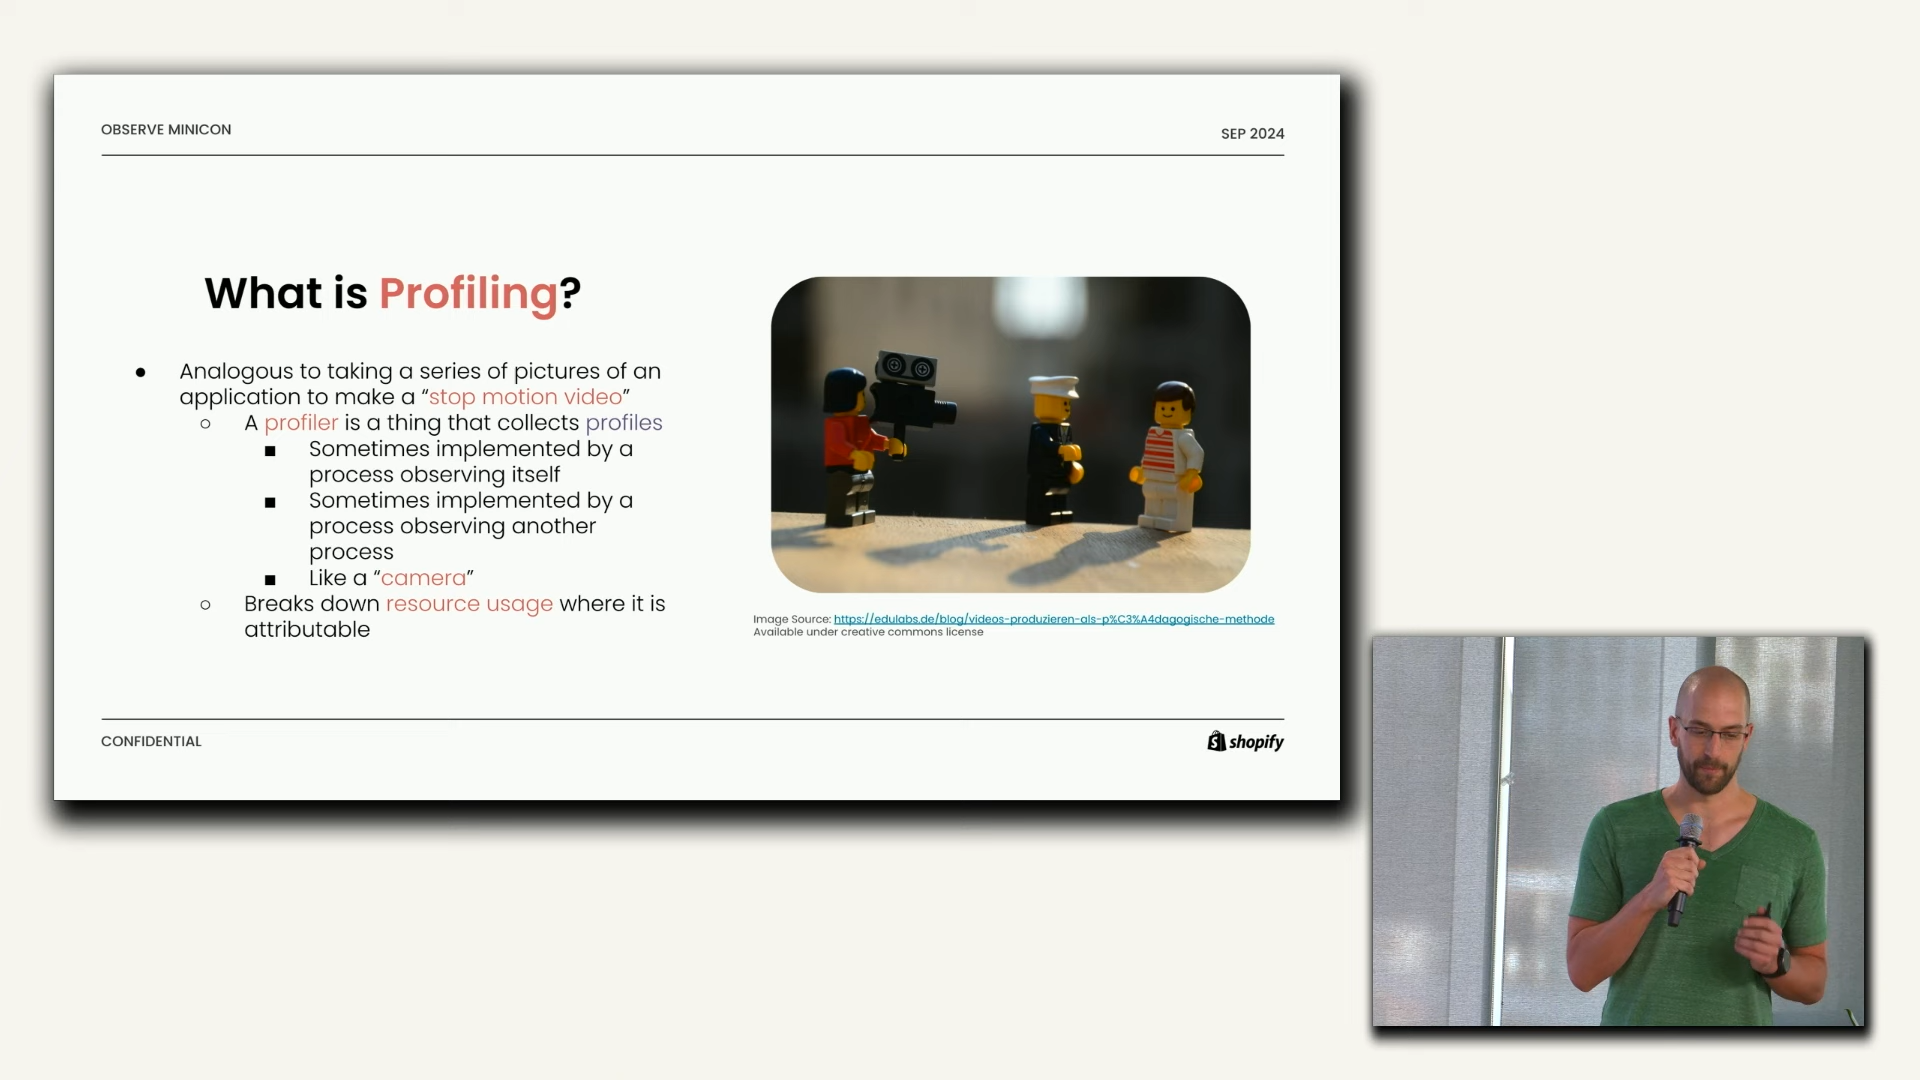 OBSERVE MINICON
SEP 2024
What is Profiling?
● Analogous to taking a series of pictures of an
application to make a “stop motion video”
○ A profiler is a thing that collects profiles
■ Sometimes implemented by a
process observing itself
■ Sometimes implemented by a
process observing another
process
■ Like a “camera”
○ Breaks down resource usage where it is
attributable
Image Source: https://edulabs.de/blog/videos-produzieren-als-p%C3%A4dagogische-methode
Available under creative commons license
CONFIDENTIAL
shopify